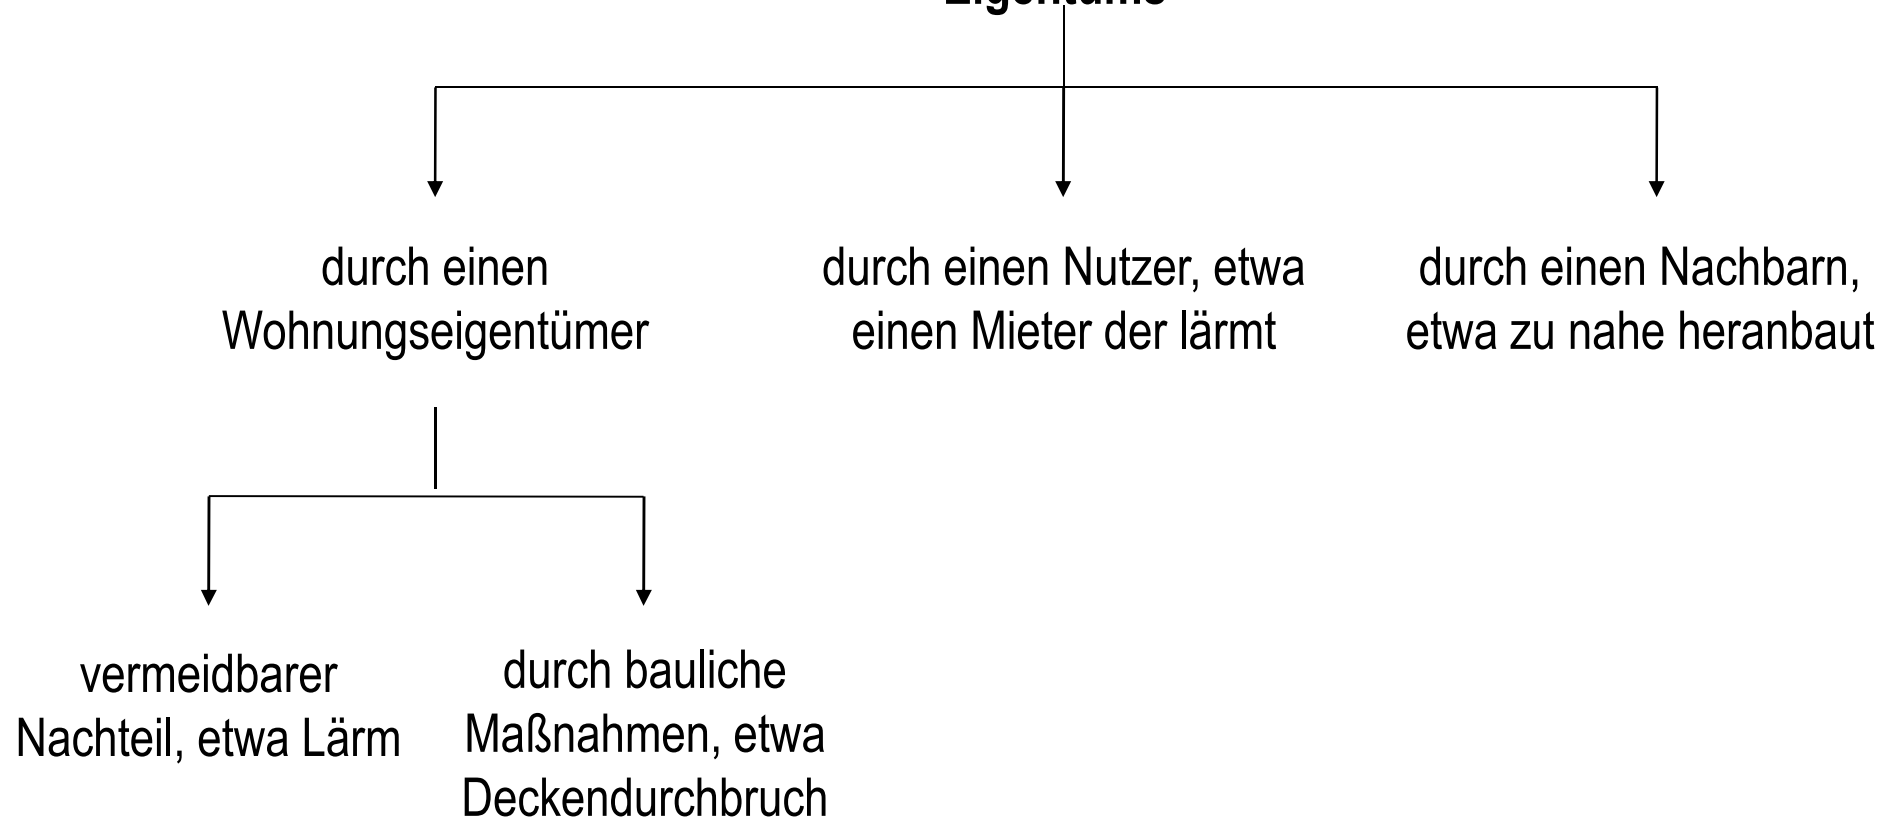 Eigentums
durch einen
Wohnungseigentümer
durch einen Nutzer, etwa
einen Mieter der lärmt
durch einen Nachbarn,
etwa zu nahe heranbaut
vermeidbarer
Nachteil, etwa Lärm
durch bauliche
Maßnahmen, etwa
Deckendurchbruch